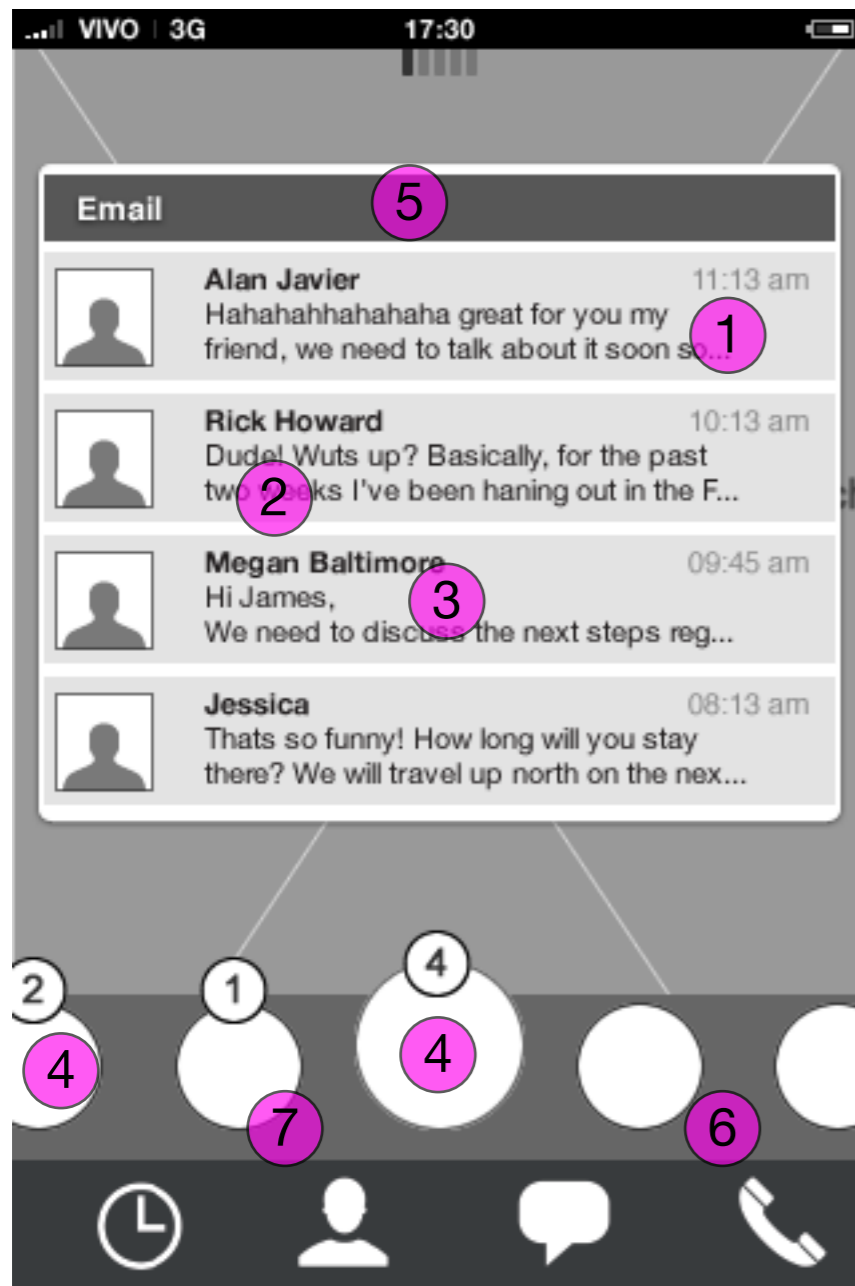 VIVO 3G 17:30
5
Email
Alan Javier 11:13 am
Hahahahhahahaha great for you my
friend, we need to talk about it soon so...
1
Rick Howard 10:13 am
Dude! Wuts up? Basically, for the past
two weeks I've been haning out in the F...
2
Megan Baltimore 09:45 am
Hi James,
We need to discuss the next steps reg...
3
Jessica 08:13 am
Thats so funny! How long will you stay
there? We will travel up north on the nex...
2 1 4
4 4
7 6